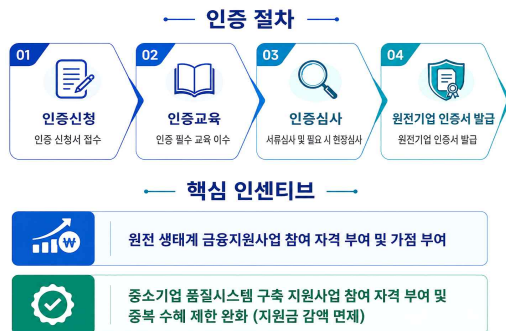 인증 절차
01
인증신청
인증 신청서 접수
02
인증교육
인증 필수 교육 이수
03
인증심사
서류심사 및 필요 시 현장심사
04
원전기업 인증서 발급
원전기업 인증서 발급
핵심 인센티브
₩
원전 생태계 금융지원사업 참여 자격 부여 및 가점 부여
중소기업 품질시스템 구축 지원사업 참여 자격 부여 및
중복 수혜 제한 완화 (지원금 감액 면제)